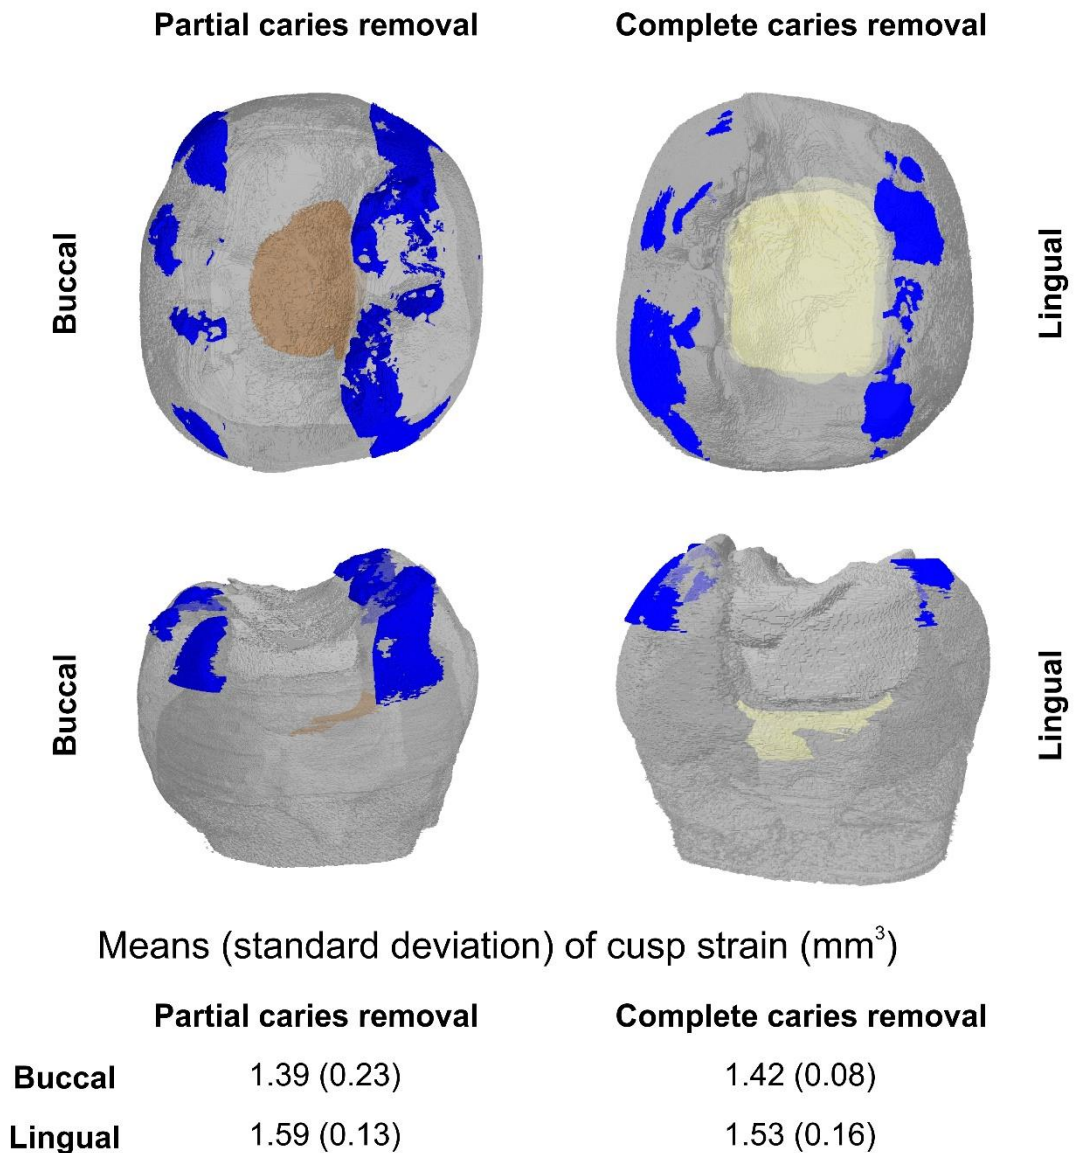 Partial caries removal Complete caries removal
Buccal
Lingual
Buccal
Lingual
Means (standard deviation) of cusp strain (mm³)
Partial caries removal Complete caries removal
Buccal 1.39 (0.23) 1.42 (0.08)
Lingual 1.59 (0.13) 1.53 (0.16)